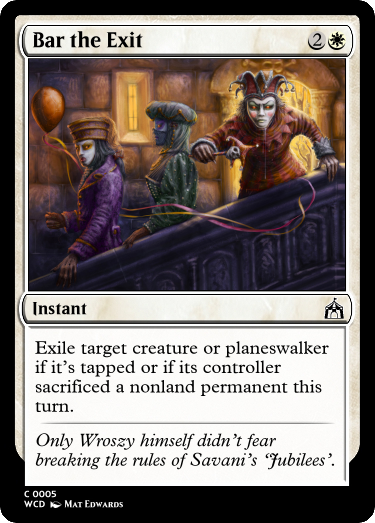 Bar the Exit 2
Instant
Exile target creature or planeswalker
if it's tapped or if its controller
sacrificed a nonland permanent this
turn.
Only Wroszy himself didn't fear
breaking the rules of Savani's 'Jubilees'.
C 0005
WCD MAT EDWARDS